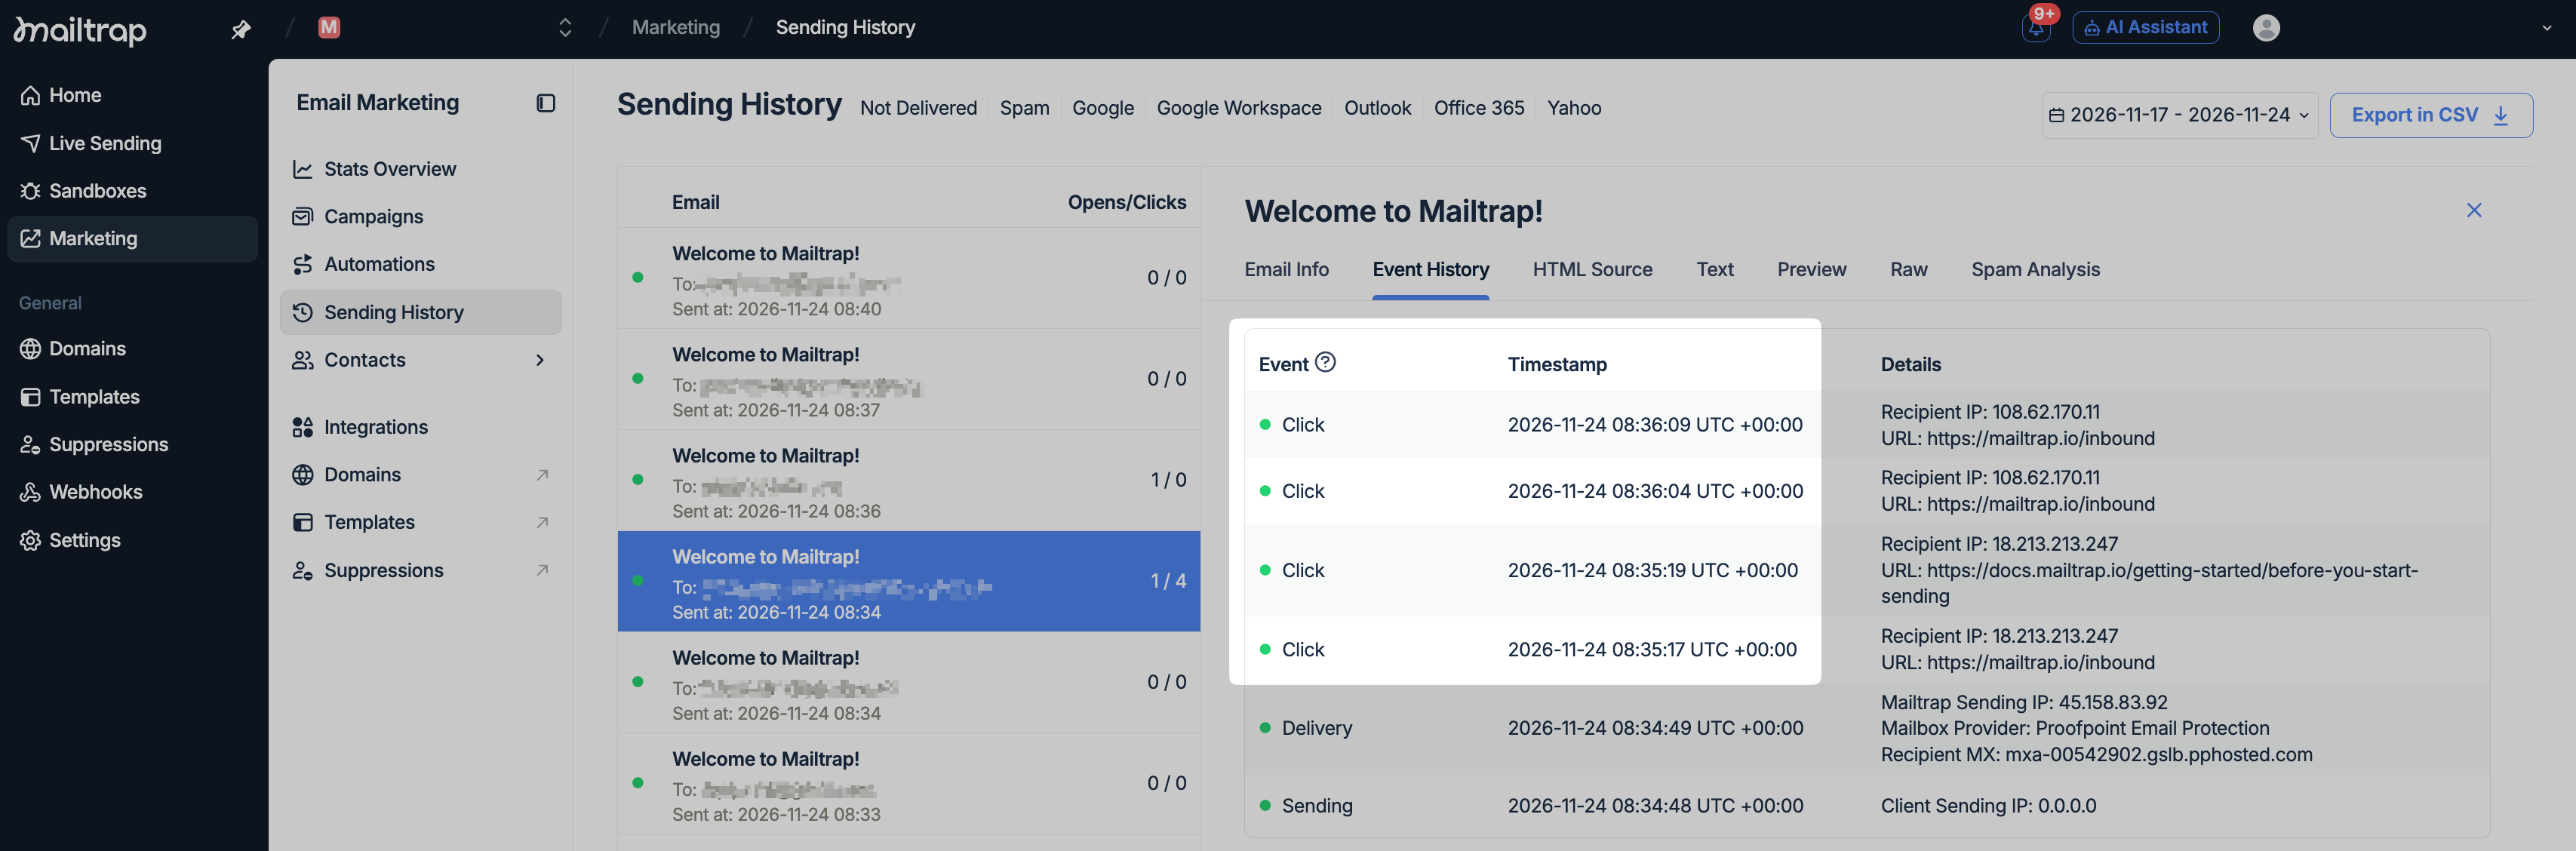 mailtrap
M
Marketing
Sending History
9+
AI Assistant
Home
Live Sending
Sandboxes
Marketing
General
Domains
Templates
Suppressions
Webhooks
Settings
Email Marketing
Stats Overview
Campaigns
Automations
Sending History
Contacts
Integrations
Domains
Templates
Suppressions
Sending History
Not Delivered
Spam
Google
Google Workspace
Outlook
Office 365
Yahoo
2026-11-17 - 2026-11-24
Export in CSV
Email
Opens/Clicks
Welcome to Mailtrap!
To:
Sent at: 2026-11-24 08:40
0 / 0
Welcome to Mailtrap!
To:
Sent at: 2026-11-24 08:37
0 / 0
Welcome to Mailtrap!
To:
Sent at: 2026-11-24 08:36
1 / 0
Welcome to Mailtrap!
To:
Sent at: 2026-11-24 08:34
1 / 4
Welcome to Mailtrap!
To:
Sent at: 2026-11-24 08:34
0 / 0
Welcome to Mailtrap!
To:
Sent at: 2026-11-24 08:33
0 / 0
Welcome to Mailtrap!
Email Info
Event History
HTML Source
Text
Preview
Raw
Spam Analysis
Event
Timestamp
Details
Click
2026-11-24 08:36:09 UTC +00:00
Recipient IP: 108.62.170.11
URL: https://mailtrap.io/inbound
Click
2026-11-24 08:36:04 UTC +00:00
Recipient IP: 108.62.170.11
URL: https://mailtrap.io/inbound
Click
2026-11-24 08:35:19 UTC +00:00
Recipient IP: 18.213.213.247
URL: https://docs.mailtrap.io/getting-started/before-you-start-
sending
Click
2026-11-24 08:35:17 UTC +00:00
Recipient IP: 18.213.213.247
URL: https://mailtrap.io/inbound
Delivery
2026-11-24 08:34:49 UTC +00:00
Mailtrap Sending IP: 45.158.83.92
Mailbox Provider: Proofpoint Email Protection
Recipient MX: mxa-00542902.gslb.pphosted.com
Sending
2026-11-24 08:34:48 UTC +00:00
Client Sending IP: 0.0.0.0